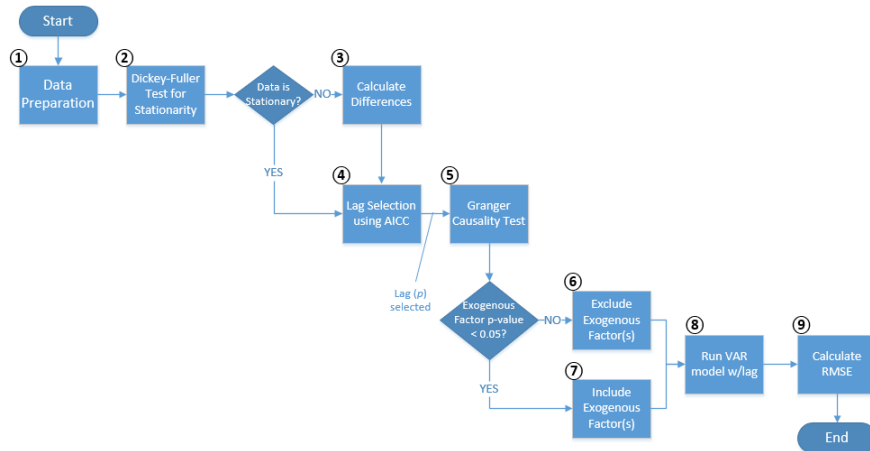 Start
①
Data
Preparation
②
Dickey-Fuller
Test for
Stationarity
Data is
Stationary?
NO
③
Calculate
Differences
YES
④
Lag Selection
using AICC
Lag (p)
selected
⑤
Granger
Causality Test
Exogenous
Factor p-value
< 0.05?
NO
⑥
Exclude
Exogenous
Factor(s)
YES
⑦
Include
Exogenous
Factor(s)
⑧
Run VAR
model w/lag
⑨
Calculate
RMSE
End